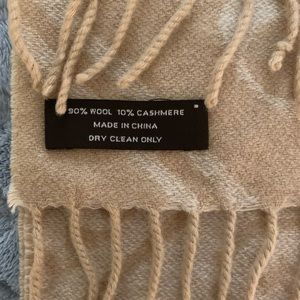 90% WOOL 10% CASHMERE
MADE IN CHINA
DRY CLEAN ONLY